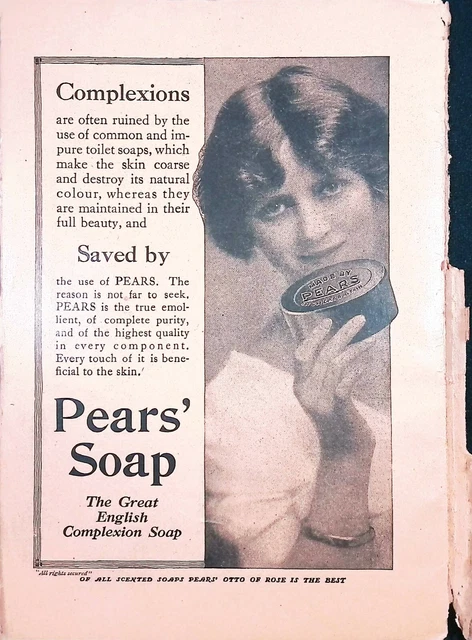 Complexions
are often ruined by the
use of common and im-
pure toilet soaps, which
make the skin coarse
and destroy its natural
colour, whereas they
are maintained in their
full beauty, and
Saved by
the use of PEARS. The
reason is not far to seek.
PEARS is the true emol-
lient, of complete purity,
and of the highest quality
in every component.
Every touch of it is bene-
ficial to the skin.
Pears'
Soap
The Great
English
Complexion Soap
MADE BY
PEARS
"All rights secured"
OF ALL SCENTED SOAPS PEARS' OTTO OF ROSE IS THE BEST